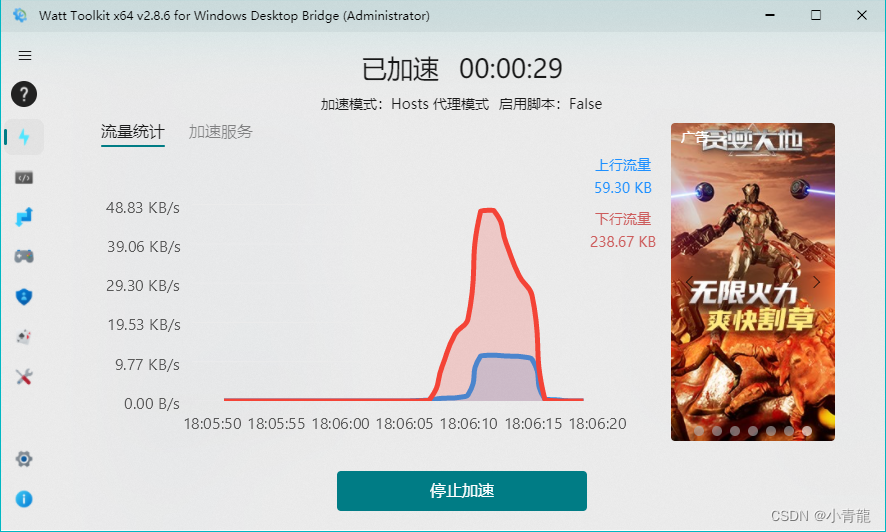 Watt Toolkit x64 v2.8.6 for Windows Desktop Bridge (Administrator)
已加速 00:00:29
加速模式：Hosts 代理模式 启用脚本：False
流量统计 加速服务
上行流量
59.30 KB
下行流量
238.67 KB
48.83 KB/s
39.06 KB/s
29.30 KB/s
19.53 KB/s
9.77 KB/s
0.00 B/s
18:05:50 18:05:55 18:06:00 18:06:05 18:06:10 18:06:15 18:06:20
广告
贪婪大地
无限火力
爽快割草
停止加速
CSDN @小青龍